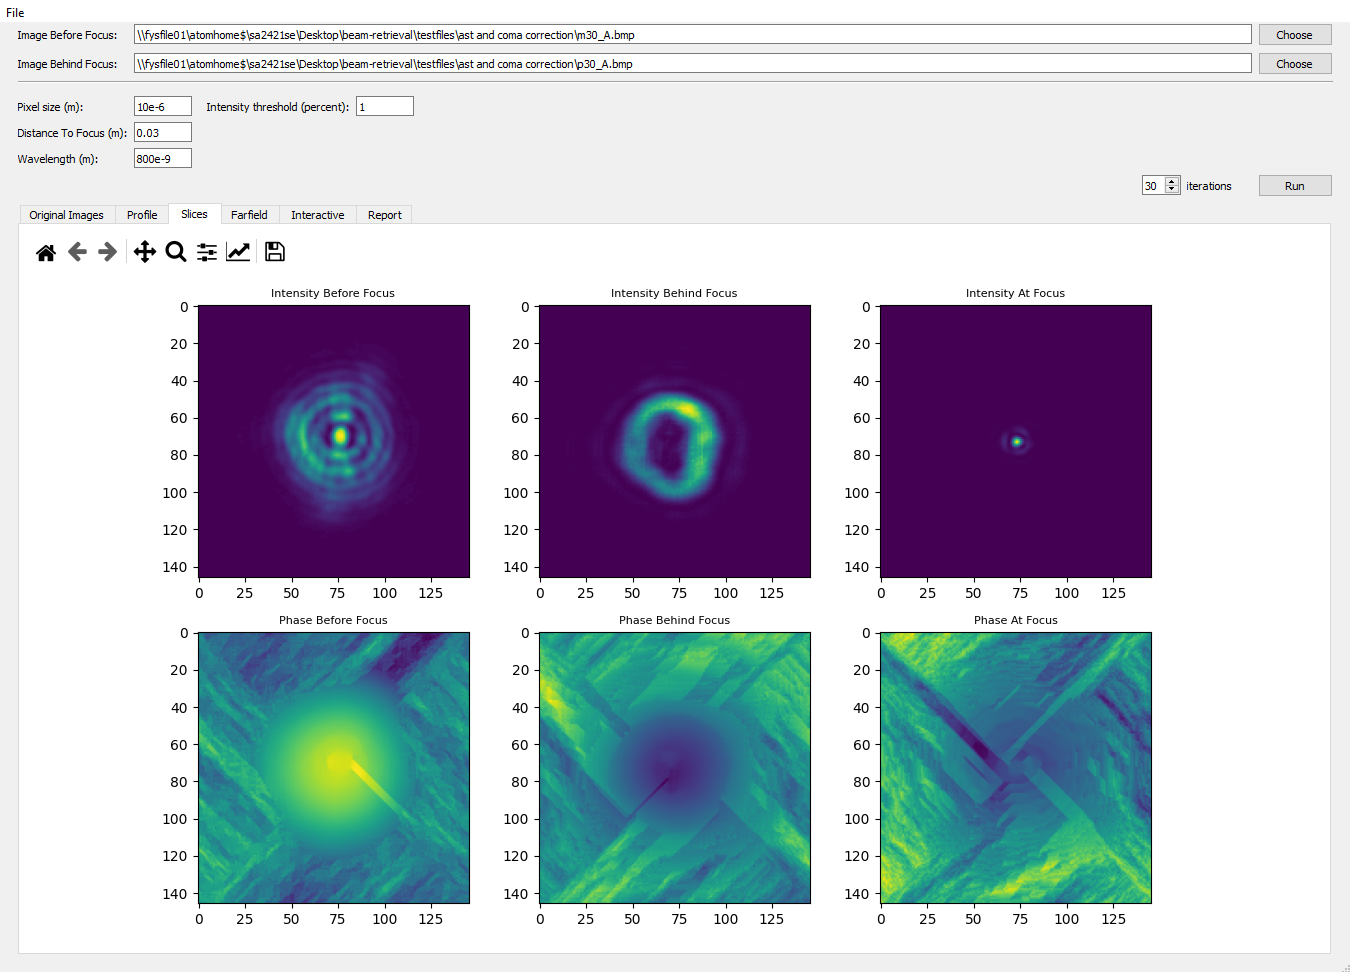 File
Image Before Focus: \\fysfile01\atomhome$\sa2421se\Desktop\beam-retrieval\testfiles\ast and coma correction\m30_A.bmp Choose
Image Behind Focus: \\fysfile01\atomhome$\sa2421se\Desktop\beam-retrieval\testfiles\ast and coma correction\p30_A.bmp Choose
Pixel size (m): 10e-6 Intensity threshold (percent): 1
Distance To Focus (m): 0.03
Wavelength (m): 800e-9
30 iterations Run
Original Images Profile Slices Farfield Interactive Report
Intensity Before Focus Intensity Behind Focus Intensity At Focus
0 0 0
20 20 20
40 40 40
60 60 60
80 80 80
100 100 100
120 120 120
140 140 140
0 25 50 75 100 125 0 25 50 75 100 125 0 25 50 75 100 125
Phase Before Focus Phase Behind Focus Phase At Focus
0 0 0
20 20 20
40 40 40
60 60 60
80 80 80
100 100 100
120 120 120
140 140 140
0 25 50 75 100 125 0 25 50 75 100 125 0 25 50 75 100 125